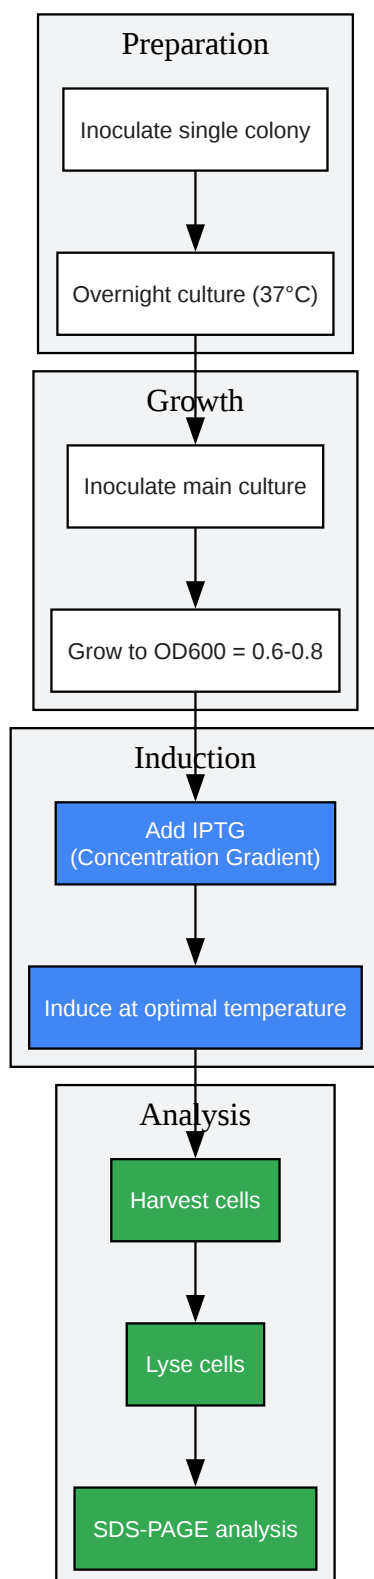 Preparation
Inoculate single colony
Overnight culture (37°C)
Growth
Inoculate main culture
Grow to OD600 = 0.6-0.8
Induction
Add IPTG
(Concentration Gradient)
Induce at optimal temperature
Analysis
Harvest cells
Lyse cells
SDS-PAGE analysis